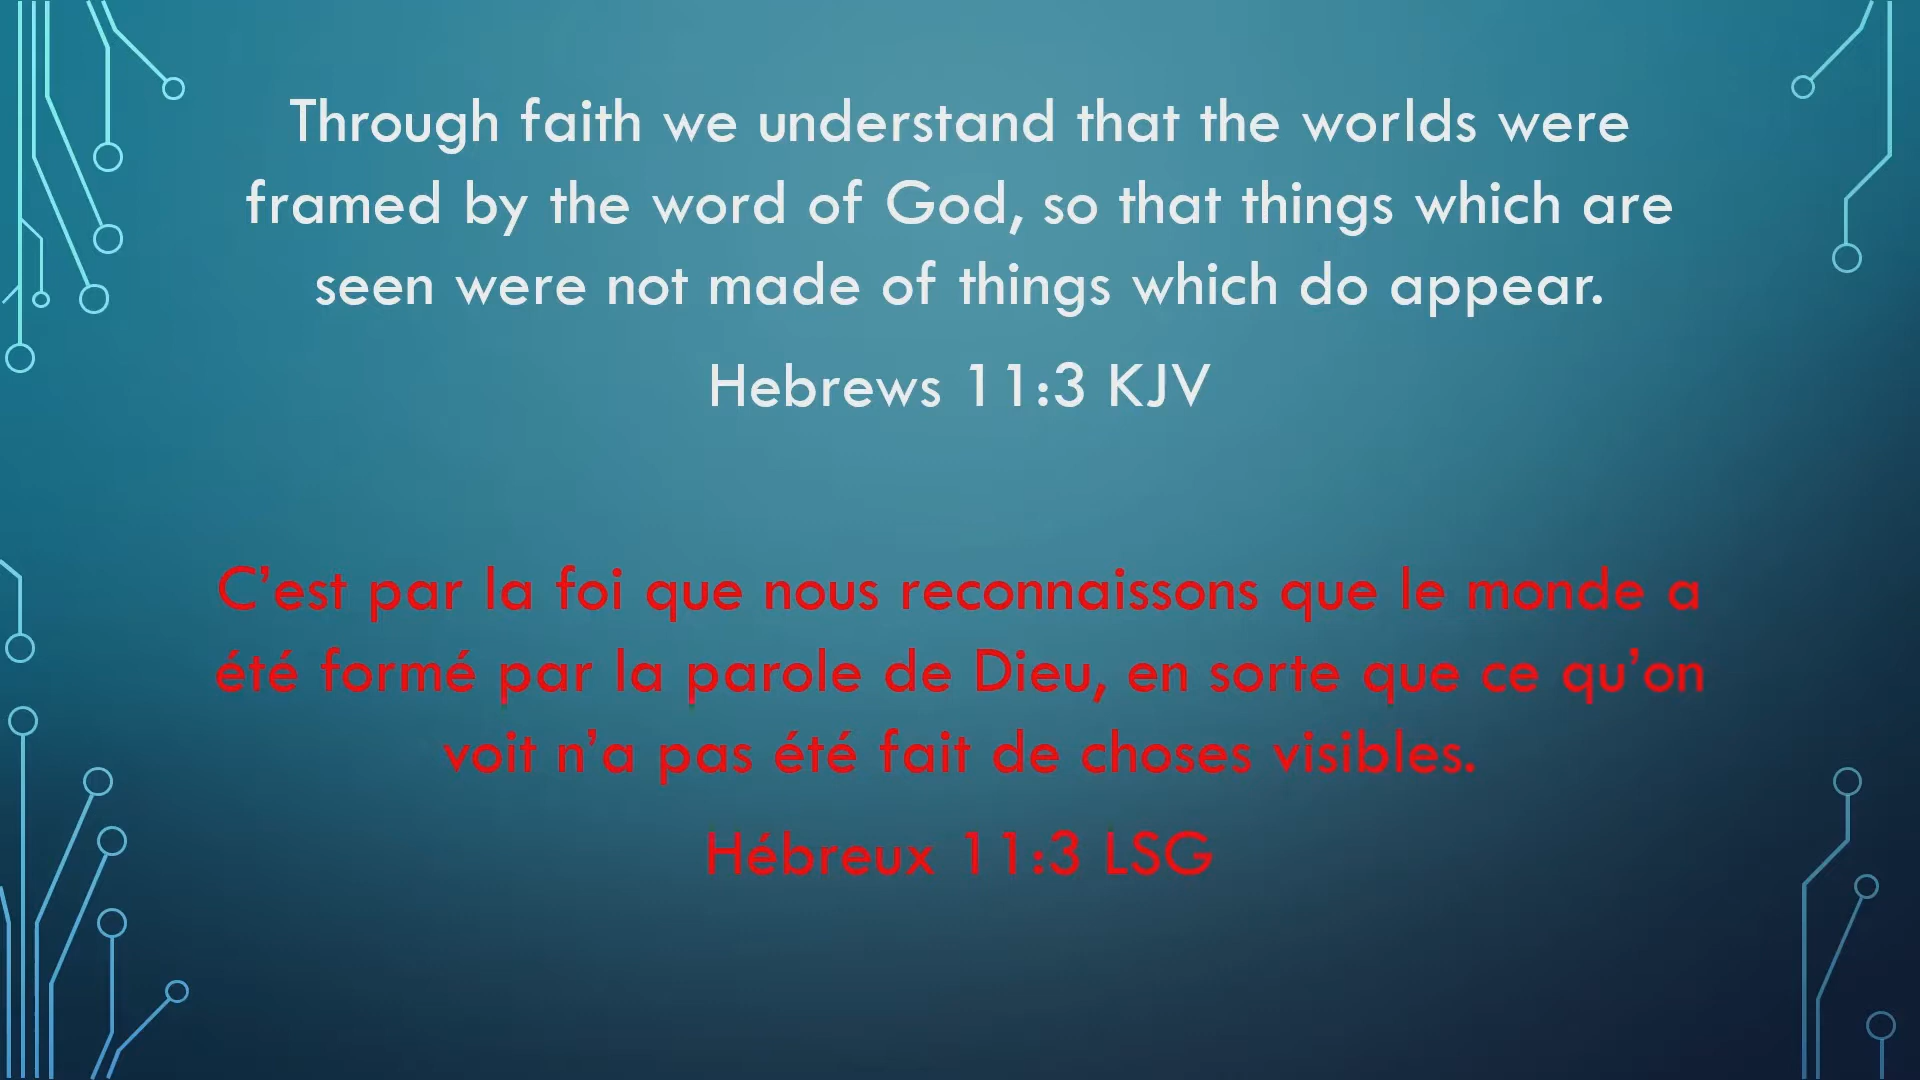 Through faith we understand that the worlds were
framed by the word of God, so that things which are
seen were not made of things which do appear.
Hebrews 11:3 KJV
C’est par la foi que nous reconnaissons que le monde a
été formé par la parole de Dieu, en sorte que ce qu’on
voit n’a pas été fait de choses visibles.
Hébreux 11:3 LSG